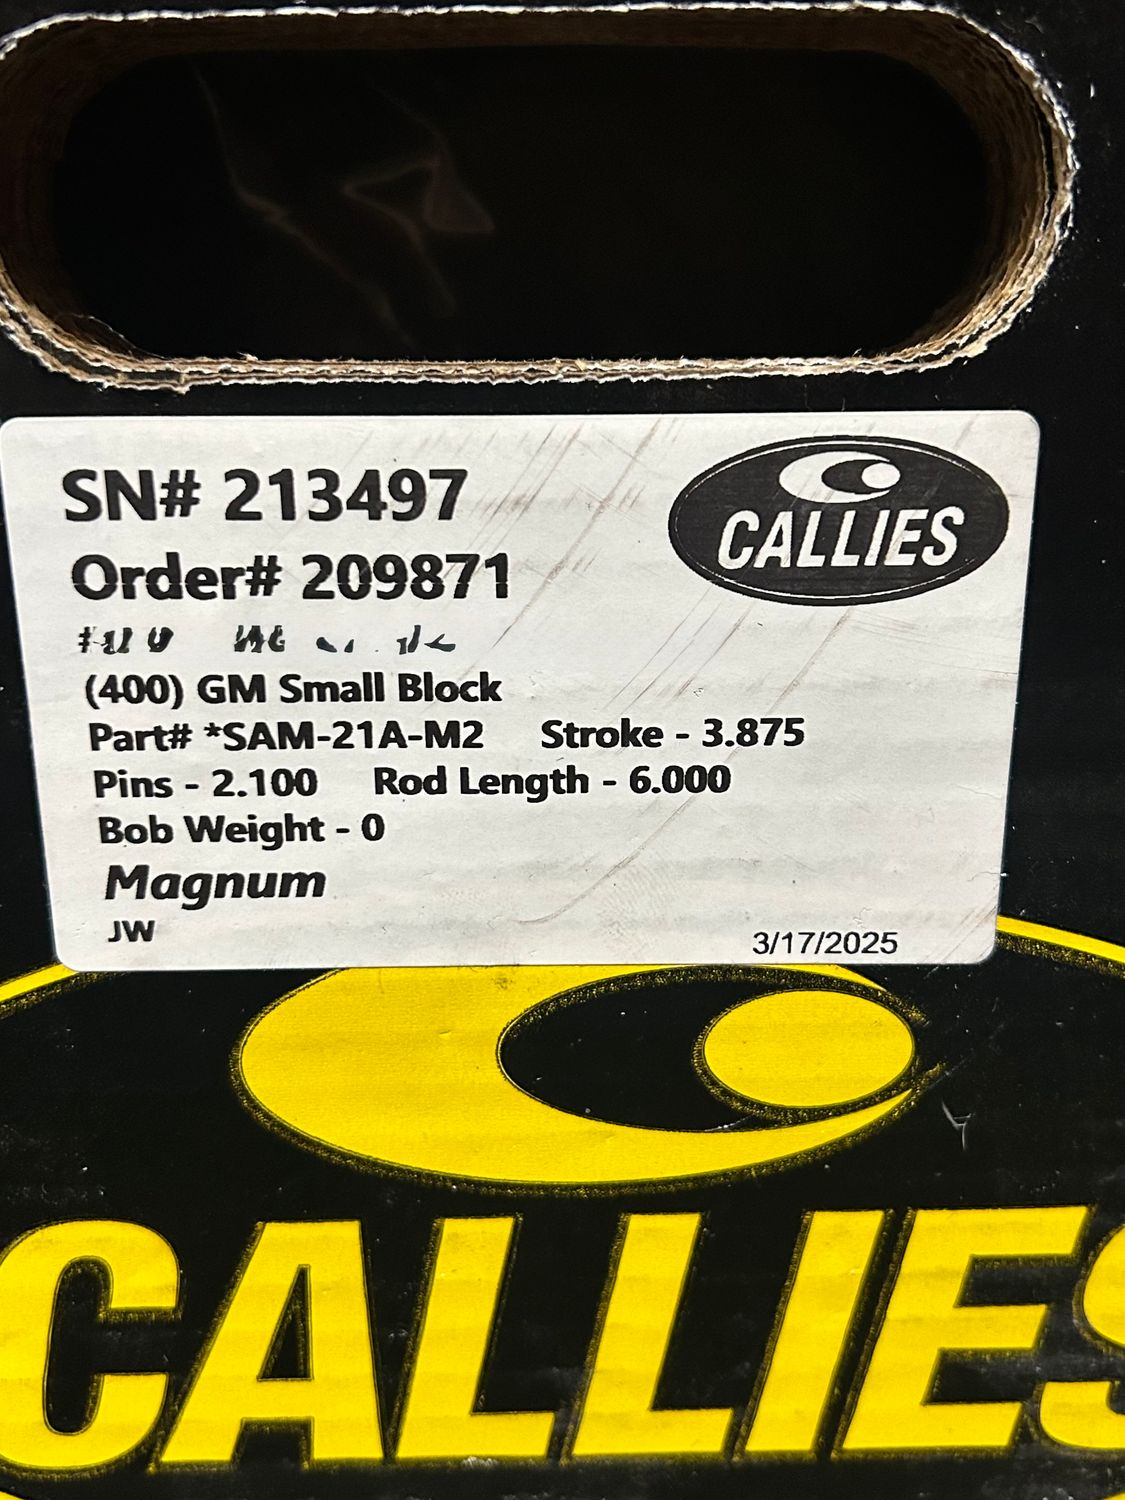 SN# 213497
CALLIES
Order# 209871
(400) GM Small Block
Part# *SAM-21A-M2 Stroke - 3.875
Pins - 2.100 Rod Length - 6.000
Bob Weight - 0
Magnum
JW
3/17/2025
CALLIES